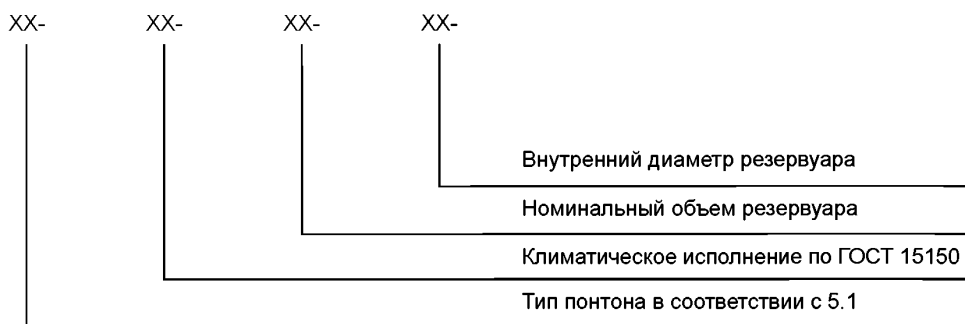 XX- XX- XX- XX-
Внутренний диаметр резервуара
Номинальный объем резервуара
Климатическое исполнение по ГОСТ 15150
Тип понтона в соответствии с 5.1